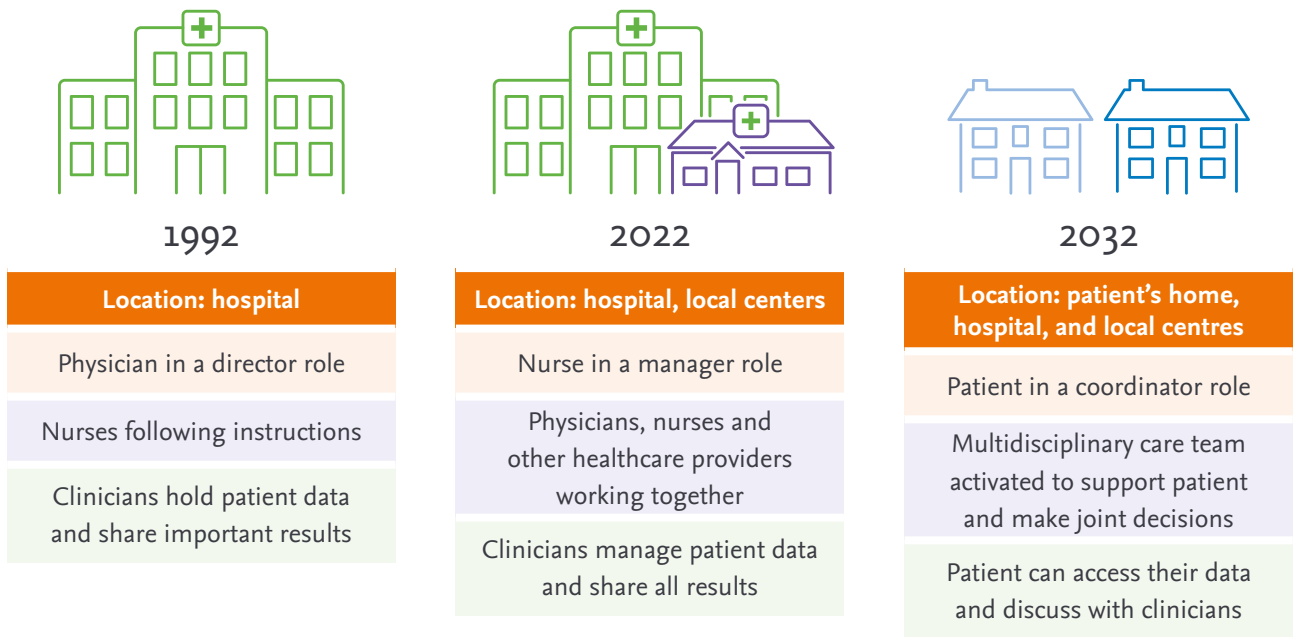 1992
Location: hospital
Physician in a director role
Nurses following instructions
Clinicians hold patient data
and share important results
2022
Location: hospital, local centers
Nurse in a manager role
Physicians, nurses and
other healthcare providers
working together
Clinicians manage patient data
and share all results
2032
Location: patient’s home,
hospital, and local centres
Patient in a coordinator role
Multidisciplinary care team
activated to support patient
and make joint decisions
Patient can access their data
and discuss with clinicians